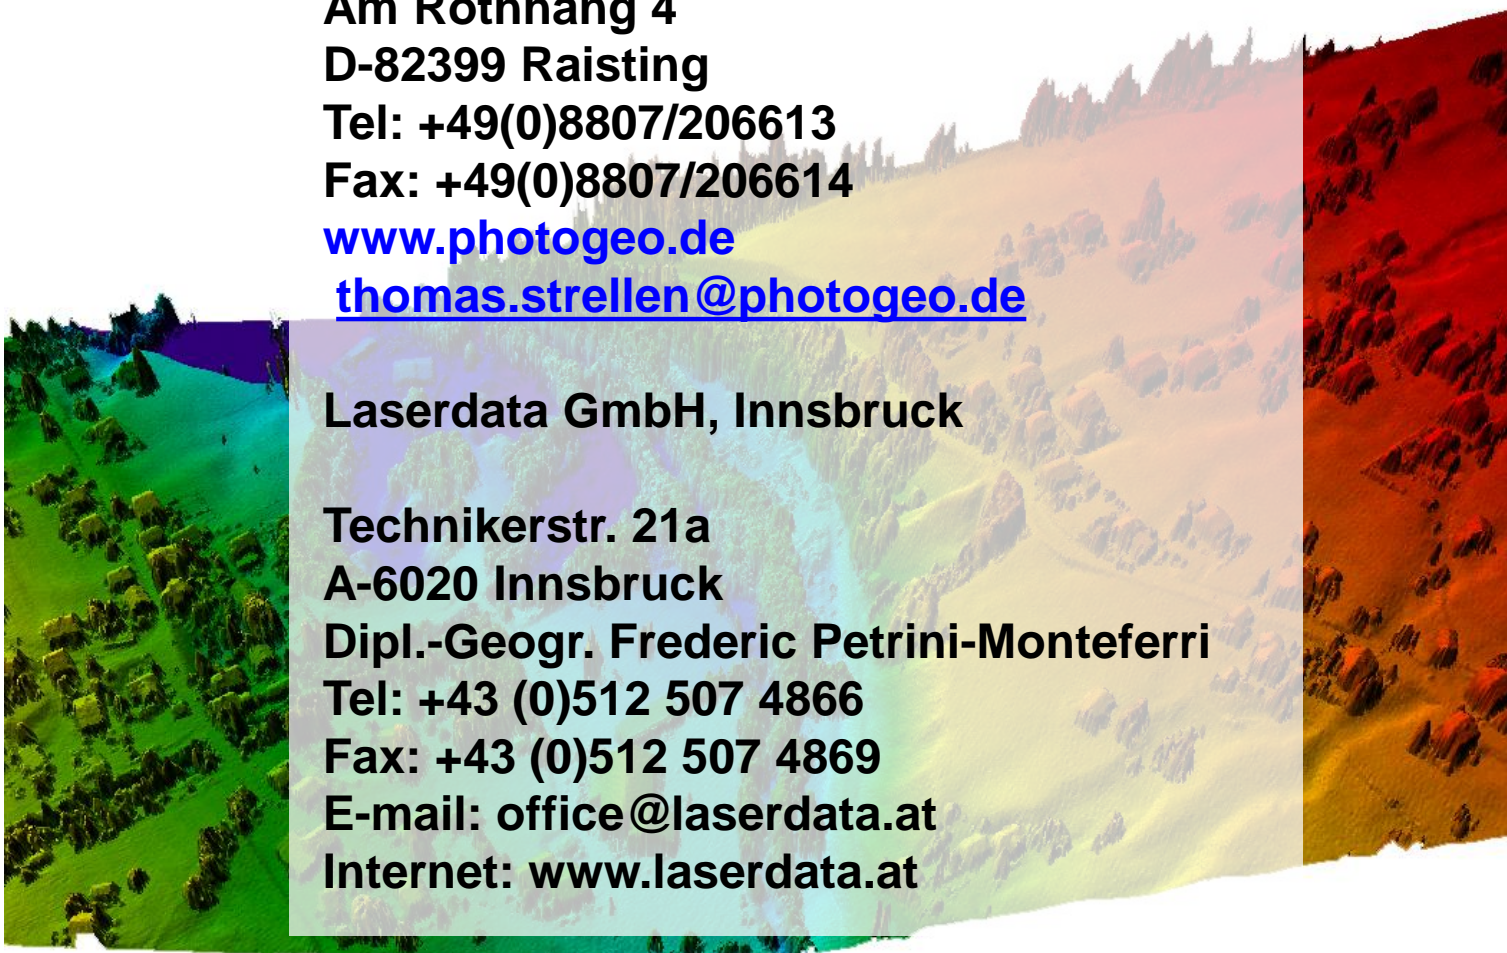 Am Rothhang 4
D-82399 Raisting
Tel: +49(0)8807/206613
Fax: +49(0)8807/206614
www.photogeo.de
thomas.strellen@photogeo.de
Laserdata GmbH, Innsbruck
Technikerstr. 21a
A-6020 Innsbruck
Dipl.-Geogr. Frederic Petrini-Monteferri
Tel: +43 (0)512 507 4866
Fax: +43 (0)512 507 4869
E-mail: office@laserdata.at
Internet: www.laserdata.at